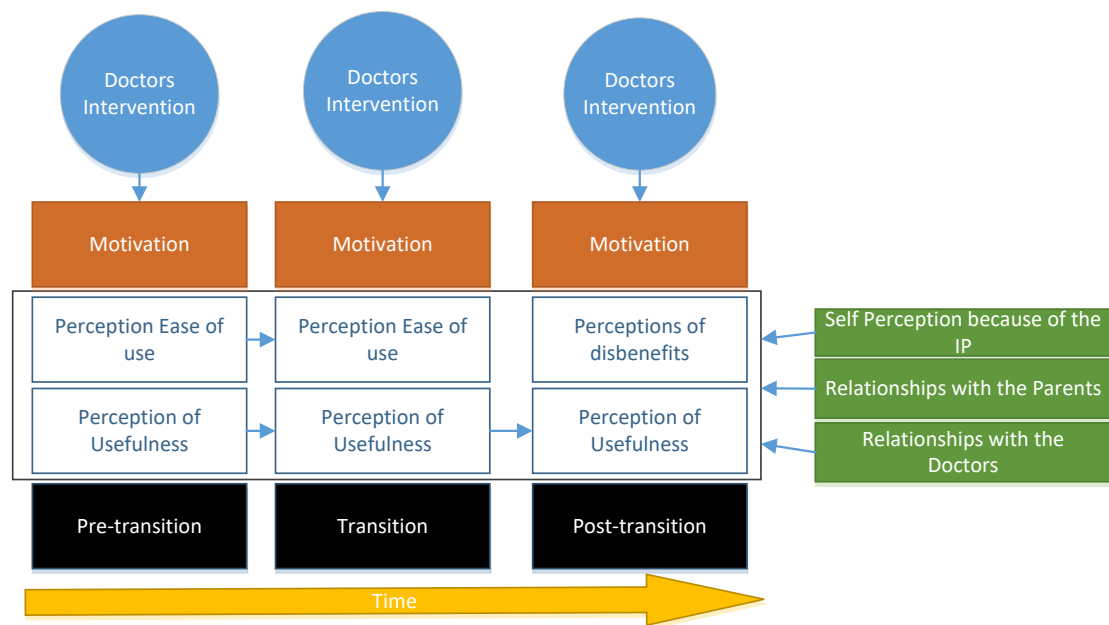 Doctors
Intervention
Doctors
Intervention
Doctors
Intervention
Motivation
Motivation
Motivation
Perception Ease of
use
Perception Ease of
use
Perceptions of
disbenefits
Self Perception because of the
IP
Relationships with the Parents
Perception of
Usefulness
Perception of
Usefulness
Perception of
Usefulness
Relationships with the
Doctors
Pre-transition
Transition
Post-transition
Time